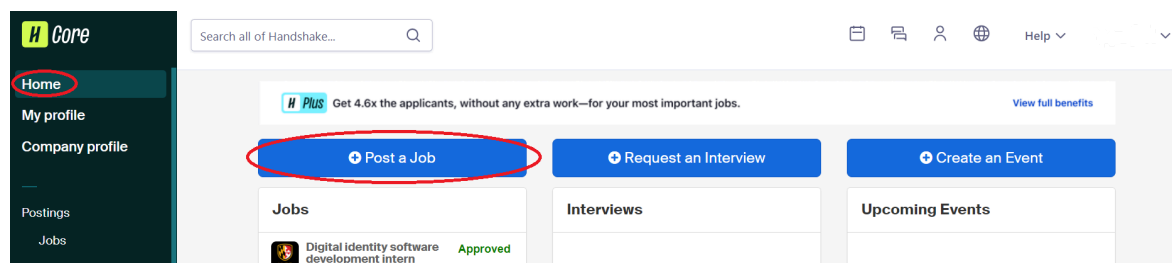 H Core
Search all of Handshake...
Help
Home
My profile
Company profile
Postings
Jobs
H Plus Get 4.6x the applicants, without any extra work—for your most important jobs.
View full benefits
Post a Job
Request an Interview
Create an Event
Jobs
Interviews
Upcoming Events
Digital identity software
development intern
Approved